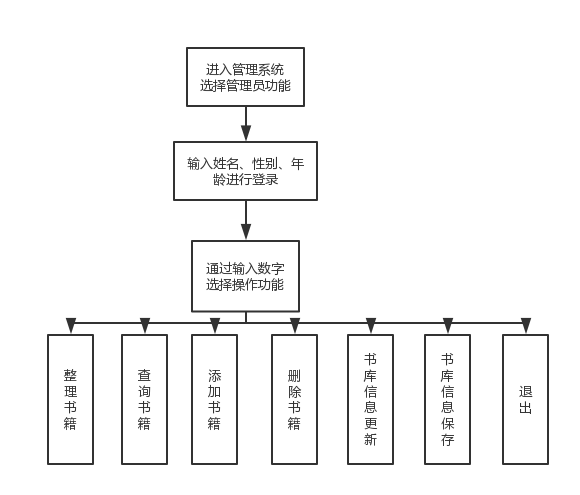 进入管理系统
选择管理员功能
输入姓名、性别、年
龄进行登录
通过输入数字
选择操作功能
整理书籍
查询书籍
添加书籍
删除书籍
书库信息更新
书库信息保存
退出